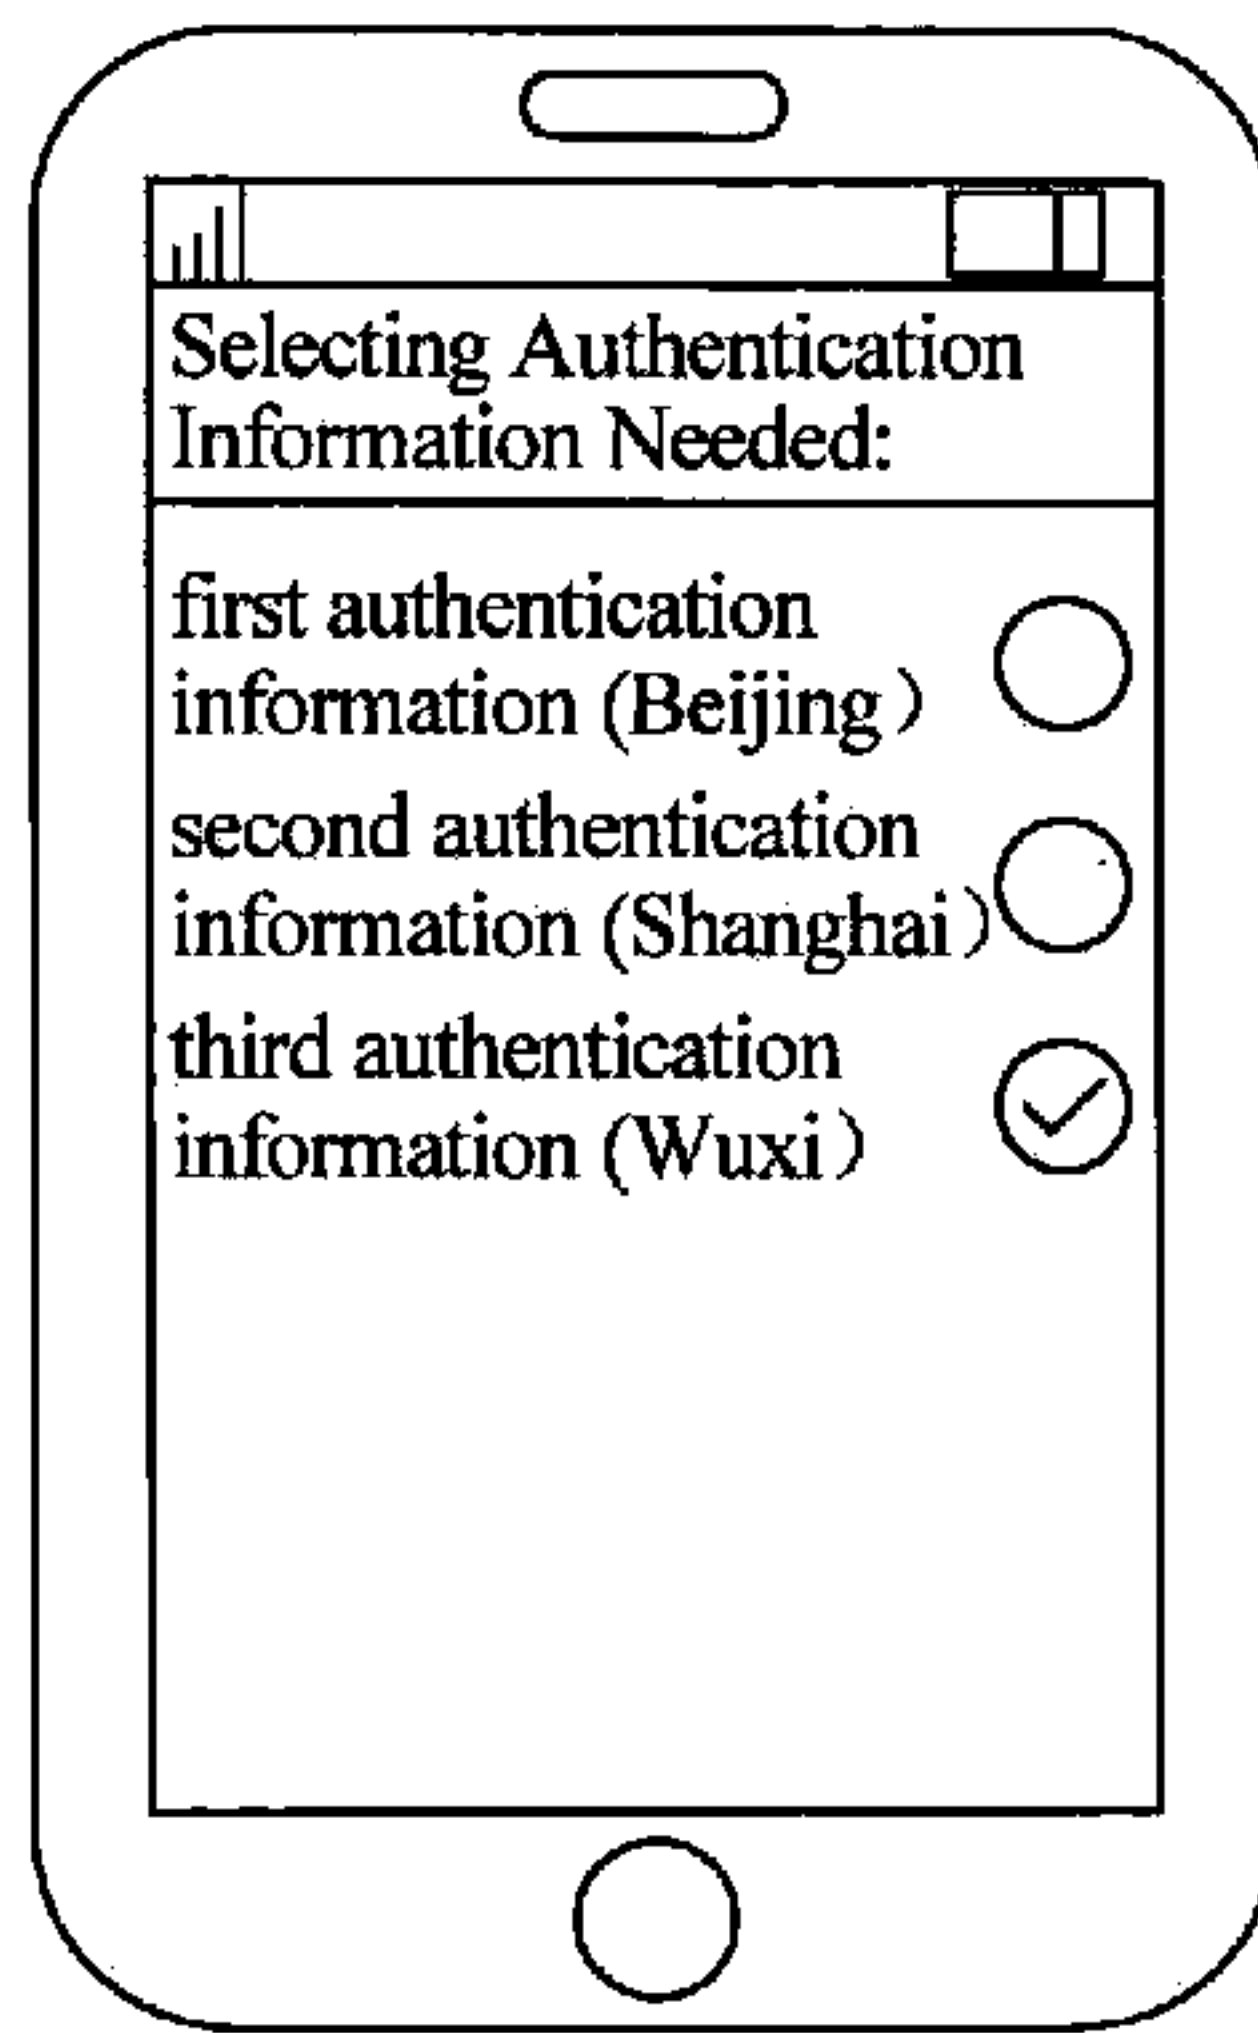 Selecting Authentication
Information Needed:
first authentication
information (Beijing)
second authentication
information (Shanghai)
third authentication
information (Wuxi)